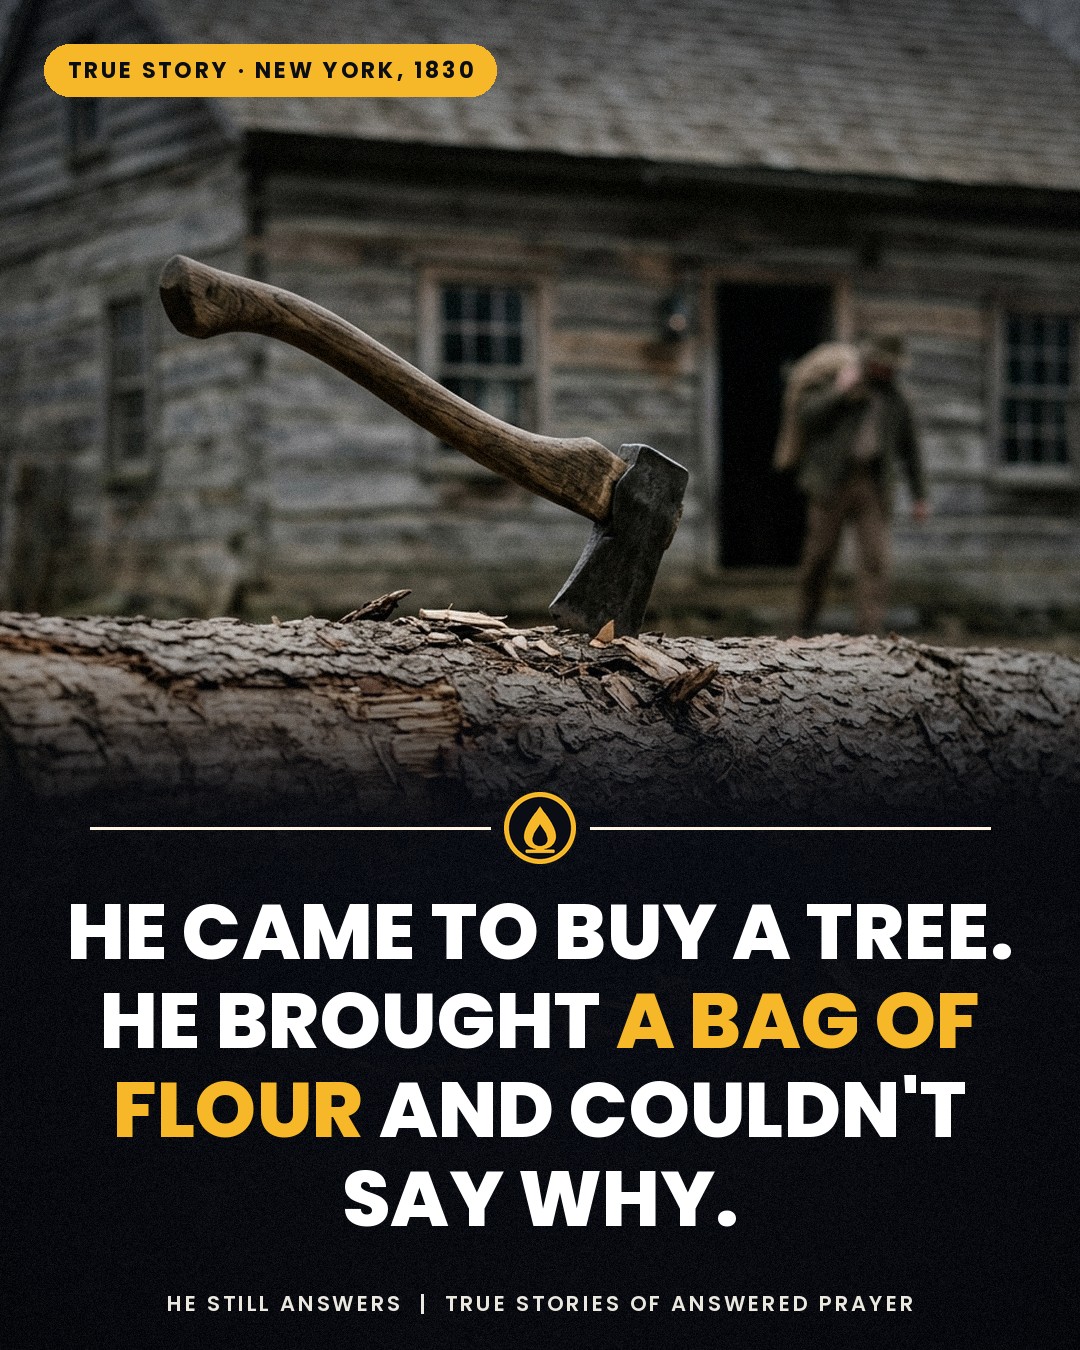 TRUE STORY · NEW YORK, 1830
HE CAME TO BUY A TREE.
HE BROUGHT A BAG OF
FLOUR AND COULDN'T
SAY WHY.
HE STILL ANSWERS | TRUE STORIES OF ANSWERED PRAYER